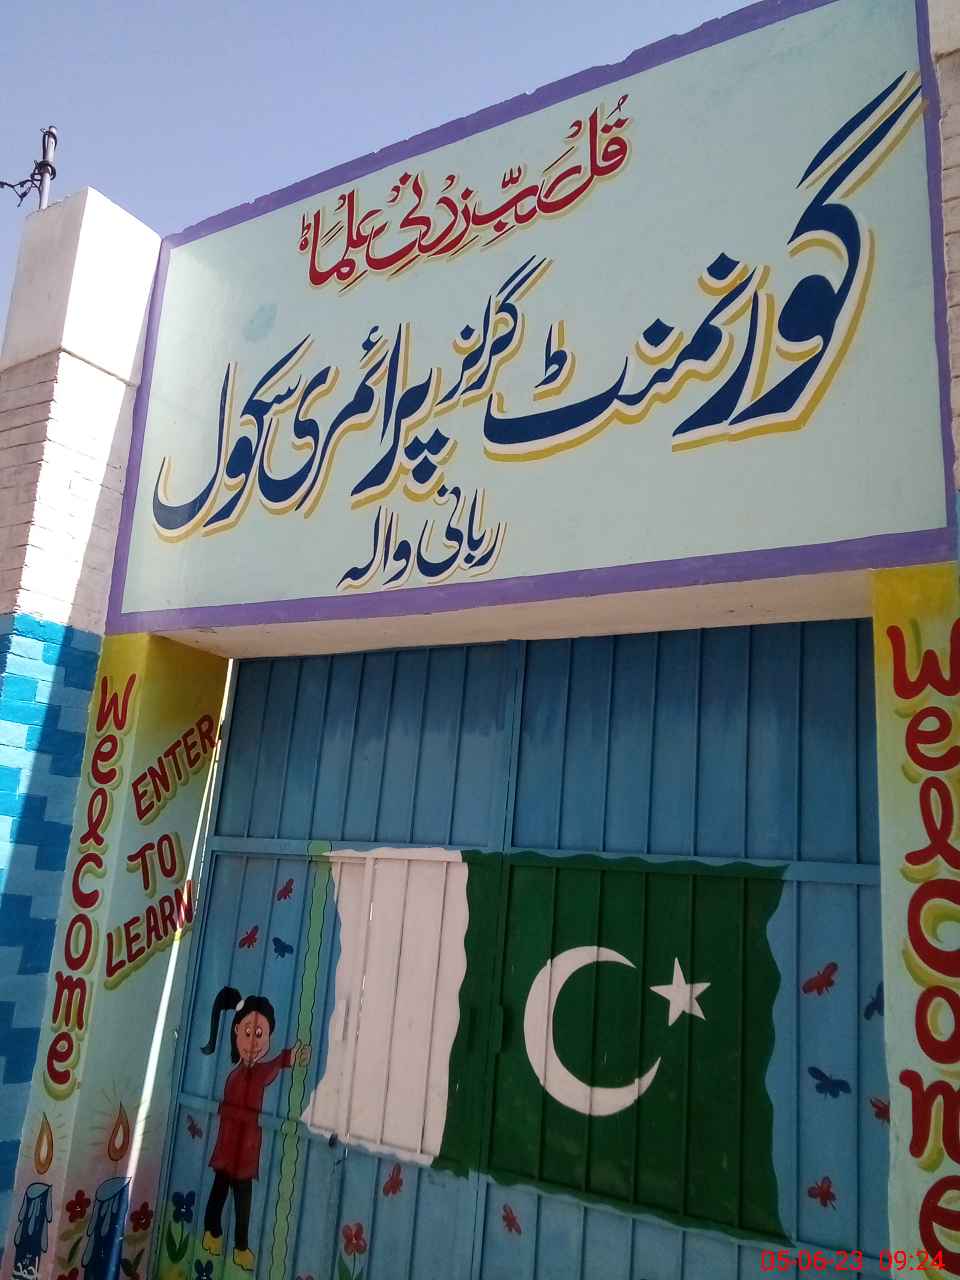 قُل رَّبِّ زِدْنِیْ عِلْمًا
گورنمنٹ گرلز پرائمری سکول
ربانی والہ
Welcome
ENTER
TO
LEARN
Welcome
05-06-23 09:24